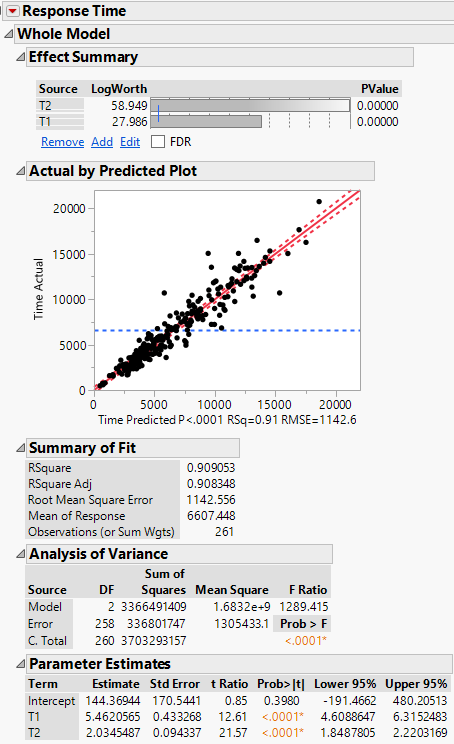 Response Time
Whole Model
Effect Summary
Source LogWorth PValue
T2 58.949 0.00000
T1 27.986 0.00000
Remove Add Edit FDR
Actual by Predicted Plot
20000
15000
10000
5000
0
Time Actual
0 5000 10000 15000 20000
Time Predicted P<.0001 RSq=0.91 RMSE=1142.6
Summary of Fit
RSquare 0.909053
RSquare Adj 0.908348
Root Mean Square Error 1142.556
Mean of Response 6607.448
Observations (or Sum Wgts) 261
Analysis of Variance
Sum of
Source DF Squares Mean Square F Ratio
Model 2 3366491409 1.6832e+9 1289.415
Error 258 336801747 1305433.1 Prob > F
C. Total 260 3703293157 <.0001*
Parameter Estimates
Term Estimate Std Error t Ratio Prob>|t| Lower 95% Upper 95%
Intercept 144.36944 170.5441 0.85 0.3980 -191.4662 480.20513
T1 5.4620565 0.433268 12.61 <.0001* 4.6088647 6.3152483
T2 2.0345487 0.094337 21.57 <.0001* 1.8487805 2.2203169